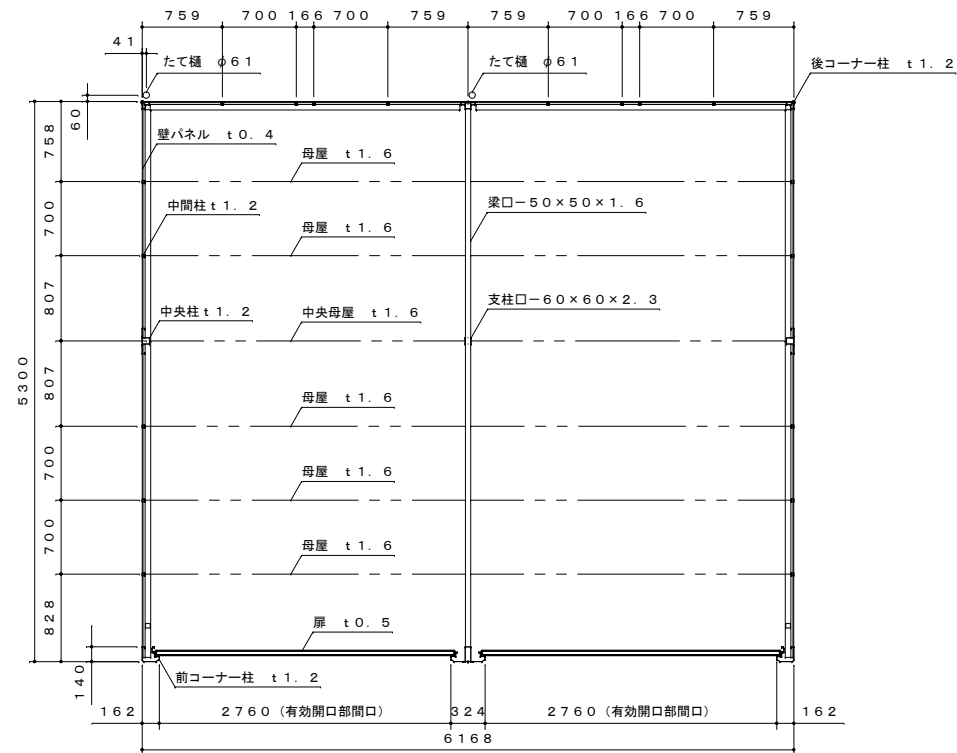 ７５９ ７００ １６６ ７００ ７５９ ７５９ ７００ １６６ ７００ ７５９
４１
たて樋 φ６１
たて樋 φ６１
後コーナー柱 ｔ１．２
６０
７５８
壁パネル ｔ０．４
母屋 ｔ１．６
７００
中間柱ｔ１．２
梁口－５０×５０×１．６
母屋 ｔ１．６
８０７
中央柱ｔ１．２
中央母屋 ｔ１．６
支柱口－６０×６０×２．３
５３００
８０７
母屋 ｔ１．６
７００
母屋 ｔ１．６
７００
母屋 ｔ１．６
８２８
扉 ｔ０．５
１４０
前コーナー柱 ｔ１．２
１６２ ２７６０（有効開口部間口） ３２４ ２７６０（有効開口部間口） １６２
６１６８